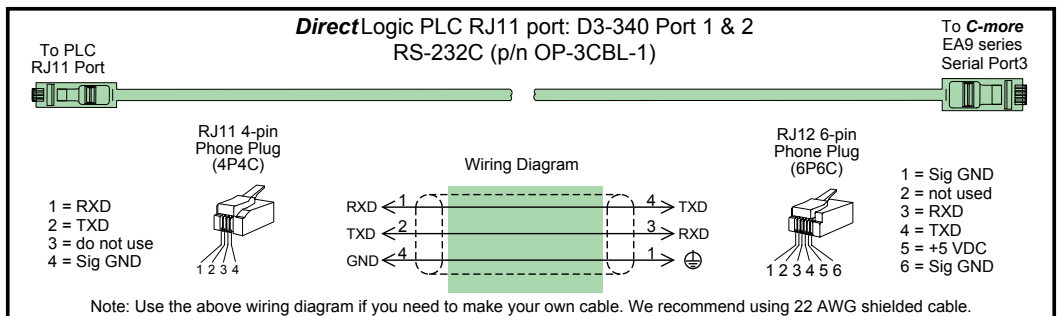 DirectLogic PLC RJ11 port: D3-340 Port 1 & 2
RS-232C (p/n OP-3CBL-1)
To PLC
RJ11 Port
To C-more
EA9 series
Serial Port3
RJ11 4-pin
Phone Plug
(4P4C)
1 = RXD
2 = TXD
3 = do not use
4 = Sig GND
1 2 3 4
Wiring Diagram
RXD 1 4 TXD
TXD 2 3 RXD
GND 4 1
RJ12 6-pin
Phone Plug
(6P6C)
1 2 3 4 5 6
1 = Sig GND
2 = not used
3 = RXD
4 = TXD
5 = +5 VDC
6 = Sig GND
Note: Use the above wiring diagram if you need to make your own cable. We recommend using 22 AWG shielded cable.